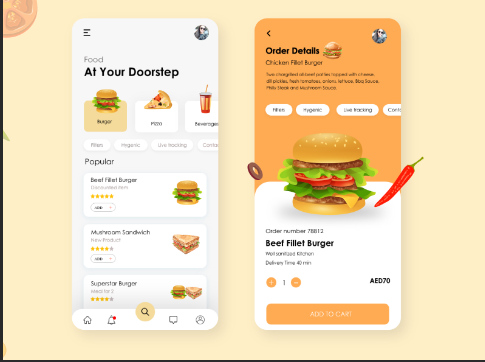 Food
At Your Doorstep
Burger
Pizza
Beverages
Filters
Hygenic
Live tracking
Contac
Popular
Beef Fillet Burger
Discounted Item
ADD
Mushroom Sandwich
New Product
ADD
Superstar Burger
Meal for 2
Order Details
Chicken Fillet Burger
Two chargrilled all beef patties topped with cheese,
dill pickles, fresh tomatoes, onions, lettuce, Bbq Sauce,
Philly Steak and Mushroom Sauce.
Filters
Hygenic
Live tracking
Conta
Order number 78812
Beef Fillet Burger
Well sanitized Kitchen
Delivery Time 40 min
1
AED70
ADD TO CART